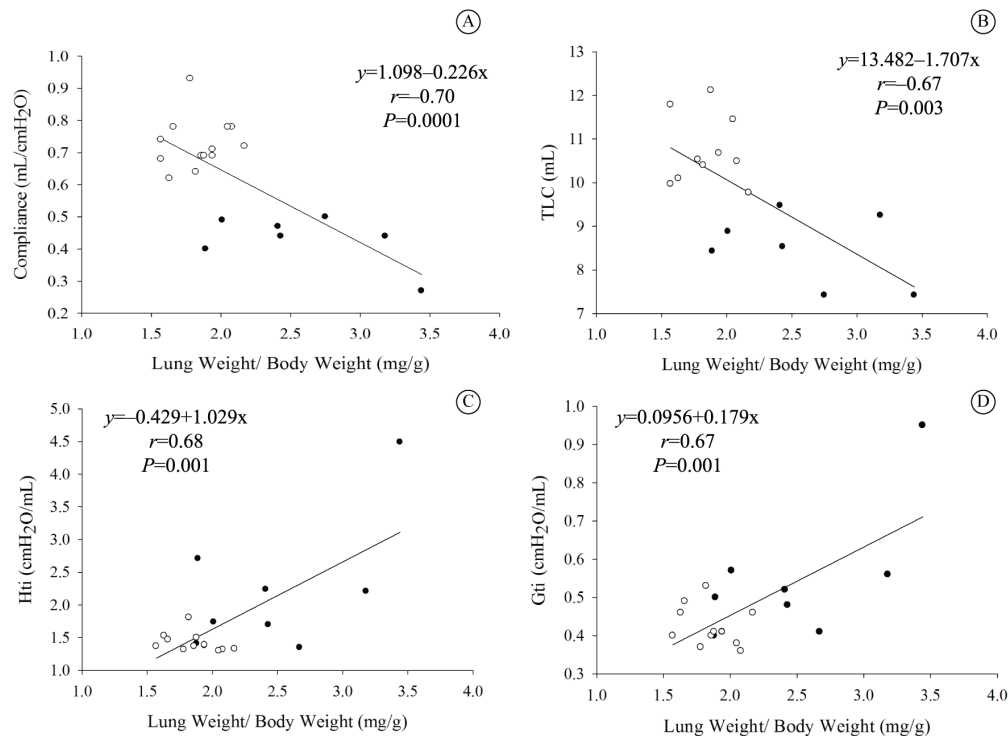 A
y=1.098–0.226x
r=–0.70
P=0.0001
Compliance (mL/cmH₂O)
1.0
0.9
0.8
0.7
0.6
0.5
0.4
0.3
0.2
1.0 1.5 2.0 2.5 3.0 3.5 4.0
Lung Weight/ Body Weight (mg/g)
B
y=13.482–1.707x
r=–0.67
P=0.003
TLC (mL)
13
12
11
10
9
8
7
1.0 1.5 2.0 2.5 3.0 3.5 4.0
Lung Weight/ Body Weight (mg/g)
C
y=–0.429+1.029x
r=0.68
P=0.001
Hti (cmH₂O/mL)
5.0
4.5
4.0
3.5
3.0
2.5
2.0
1.5
1.0
1.0 1.5 2.0 2.5 3.0 3.5 4.0
Lung Weight/ Body Weight (mg/g)
D
y=0.0956+0.179x
r=0.67
P=0.001
Gti (cmH₂O/mL)
1.0
0.9
0.8
0.7
0.6
0.5
0.4
0.3
1.0 1.5 2.0 2.5 3.0 3.5 4.0
Lung Weight/ Body Weight (mg/g)